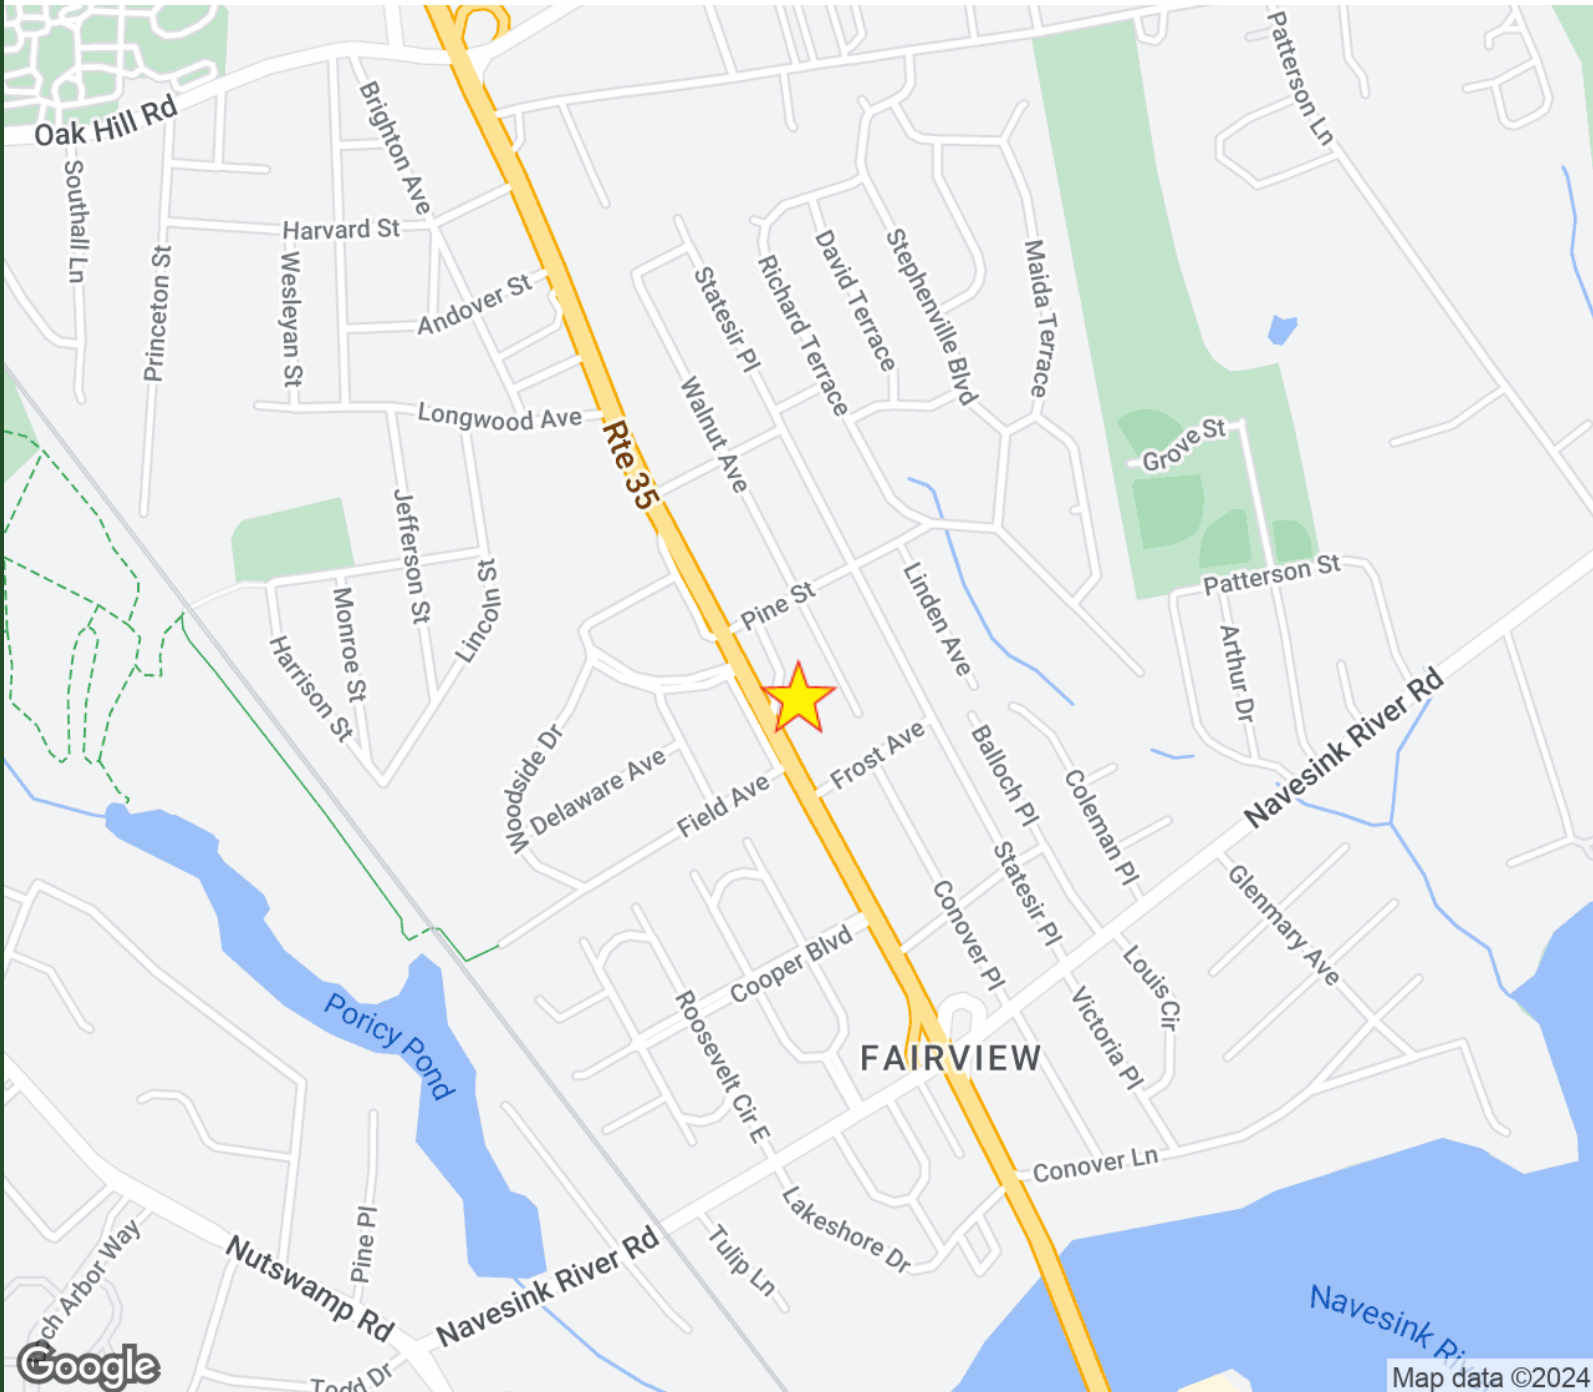 Oak Hill Rd
Southall Ln
Princeton St
Brighton Ave
Harvard St
Wesleyan St
Andover St
Longwood Ave
Rte 35
Statesir Pl
Walnut Ave
Richard Terrace
David Terrace
Stephenville Blvd
Maida Terrace
Patterson Ln
Grove St
Patterson St
Arthur Dr
Jefferson St
Lincoln St
Monroe St
Harrison St
Pine St
Linden Ave
Woodside Dr
Delaware Ave
Field Ave
Frost Ave
Balloch Pl
Coleman Pl
Navesink River Rd
Glenmary Ave
Statesir Pl
Conover Pl
Cooper Blvd
Louis Cir
Victoria Pl
Roosevelt Cir E
FAIRVIEW
Poricy Pond
Conover Ln
Lakeshore Dr
Tulip Ln
Pine Pl
Nutswamp Rd
Navesink River Rd
Arbor Way
Todd Dr
Navesink
Google
Map data ©2024